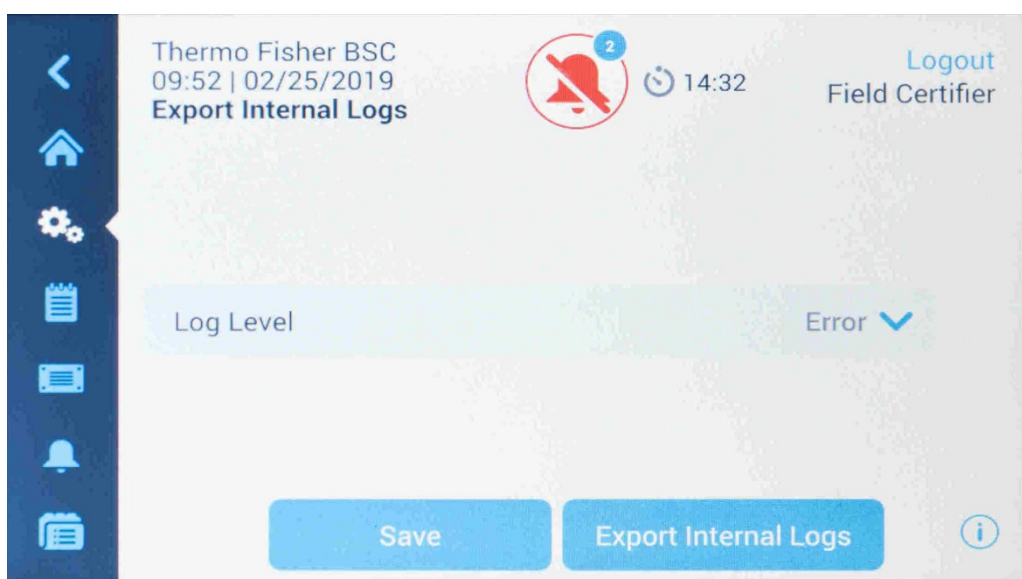 Thermo Fisher BSC
09:52 | 02/25/2019
Export Internal Logs
2
14:32
Logout
Field Certifier
Log Level
Error
Save
Export Internal Logs
i